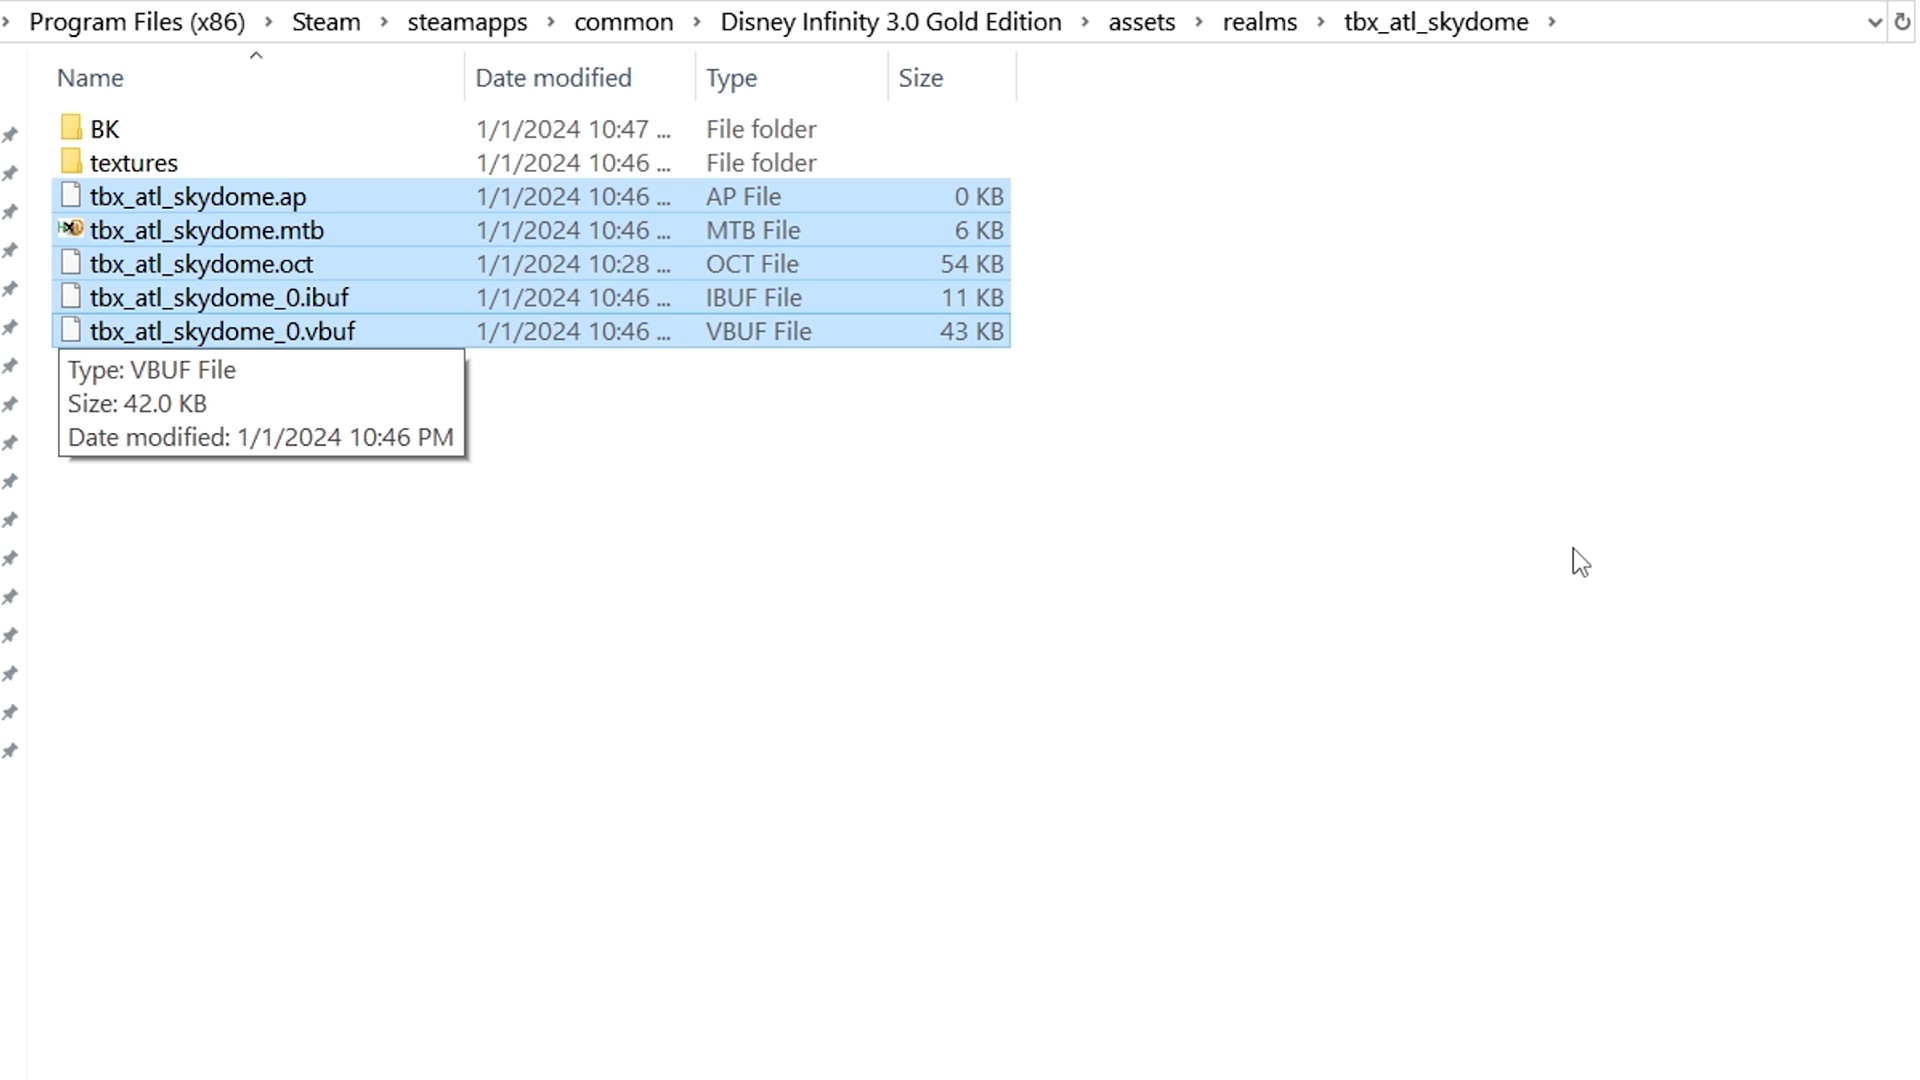 Program Files (x86) > Steam > steamapps > common > Disney Infinity 3.0 Gold Edition > assets > realms > tbx_atl_skydome >
Name Date modified Type Size
BK 1/1/2024 10:47 ... File folder
textures 1/1/2024 10:46 ... File folder
tbx_atl_skydome.ap 1/1/2024 10:46 ... AP File 0 KB
tbx_atl_skydome.mtb 1/1/2024 10:46 ... MTB File 6 KB
tbx_atl_skydome.oct 1/1/2024 10:28 ... OCT File 54 KB
tbx_atl_skydome_0.ibuf 1/1/2024 10:46 ... IBUF File 11 KB
tbx_atl_skydome_0.vbuf 1/1/2024 10:46 ... VBUF File 43 KB
Type: VBUF File
Size: 42.0 KB
Date modified: 1/1/2024 10:46 PM